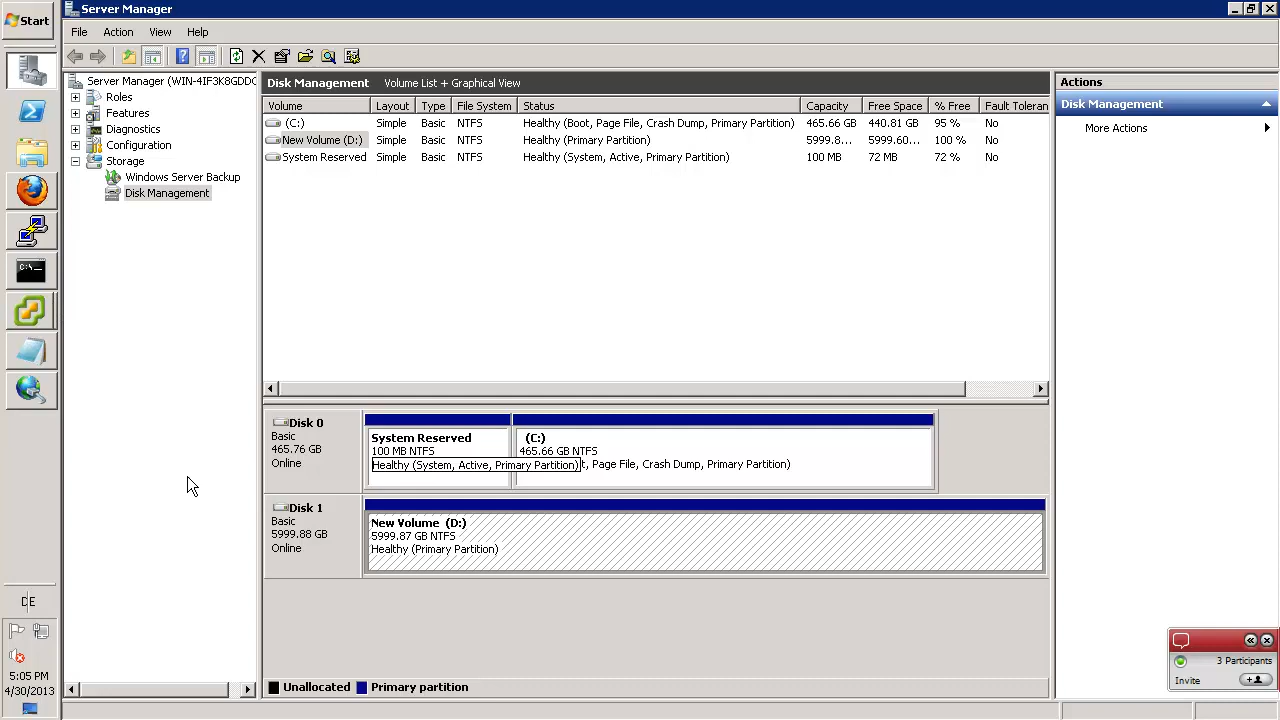 Start
Server Manager
File Action View Help
Server Manager (WIN-4IF3K8GDDC
Roles
Features
Diagnostics
Configuration
Storage
Windows Server Backup
Disk Management
Disk Management Volume List + Graphical View
Volume Layout Type File System Status Capacity Free Space % Free Fault Toleran
(C:) Simple Basic NTFS Healthy (Boot, Page File, Crash Dump, Primary Partition) 465.66 GB 440.81 GB 95 % No
New Volume (D:) Simple Basic NTFS Healthy (Primary Partition) 5999.8... 5999.60... 100 % No
System Reserved Simple Basic NTFS Healthy (System, Active, Primary Partition) 100 MB 72 MB 72 % No
Disk 0
Basic
465.76 GB
Online
System Reserved
100 MB NTFS
Healthy (System, Active, Primary Partition)
(C:)
465.66 GB NTFS
t, Page File, Crash Dump, Primary Partition)
Disk 1
Basic
5999.88 GB
Online
New Volume (D:)
5999.87 GB NTFS
Healthy (Primary Partition)
Unallocated Primary partition
Actions
Disk Management
More Actions
3 Participants
Invite
C:\
DE
5:05 PM
4/30/2013